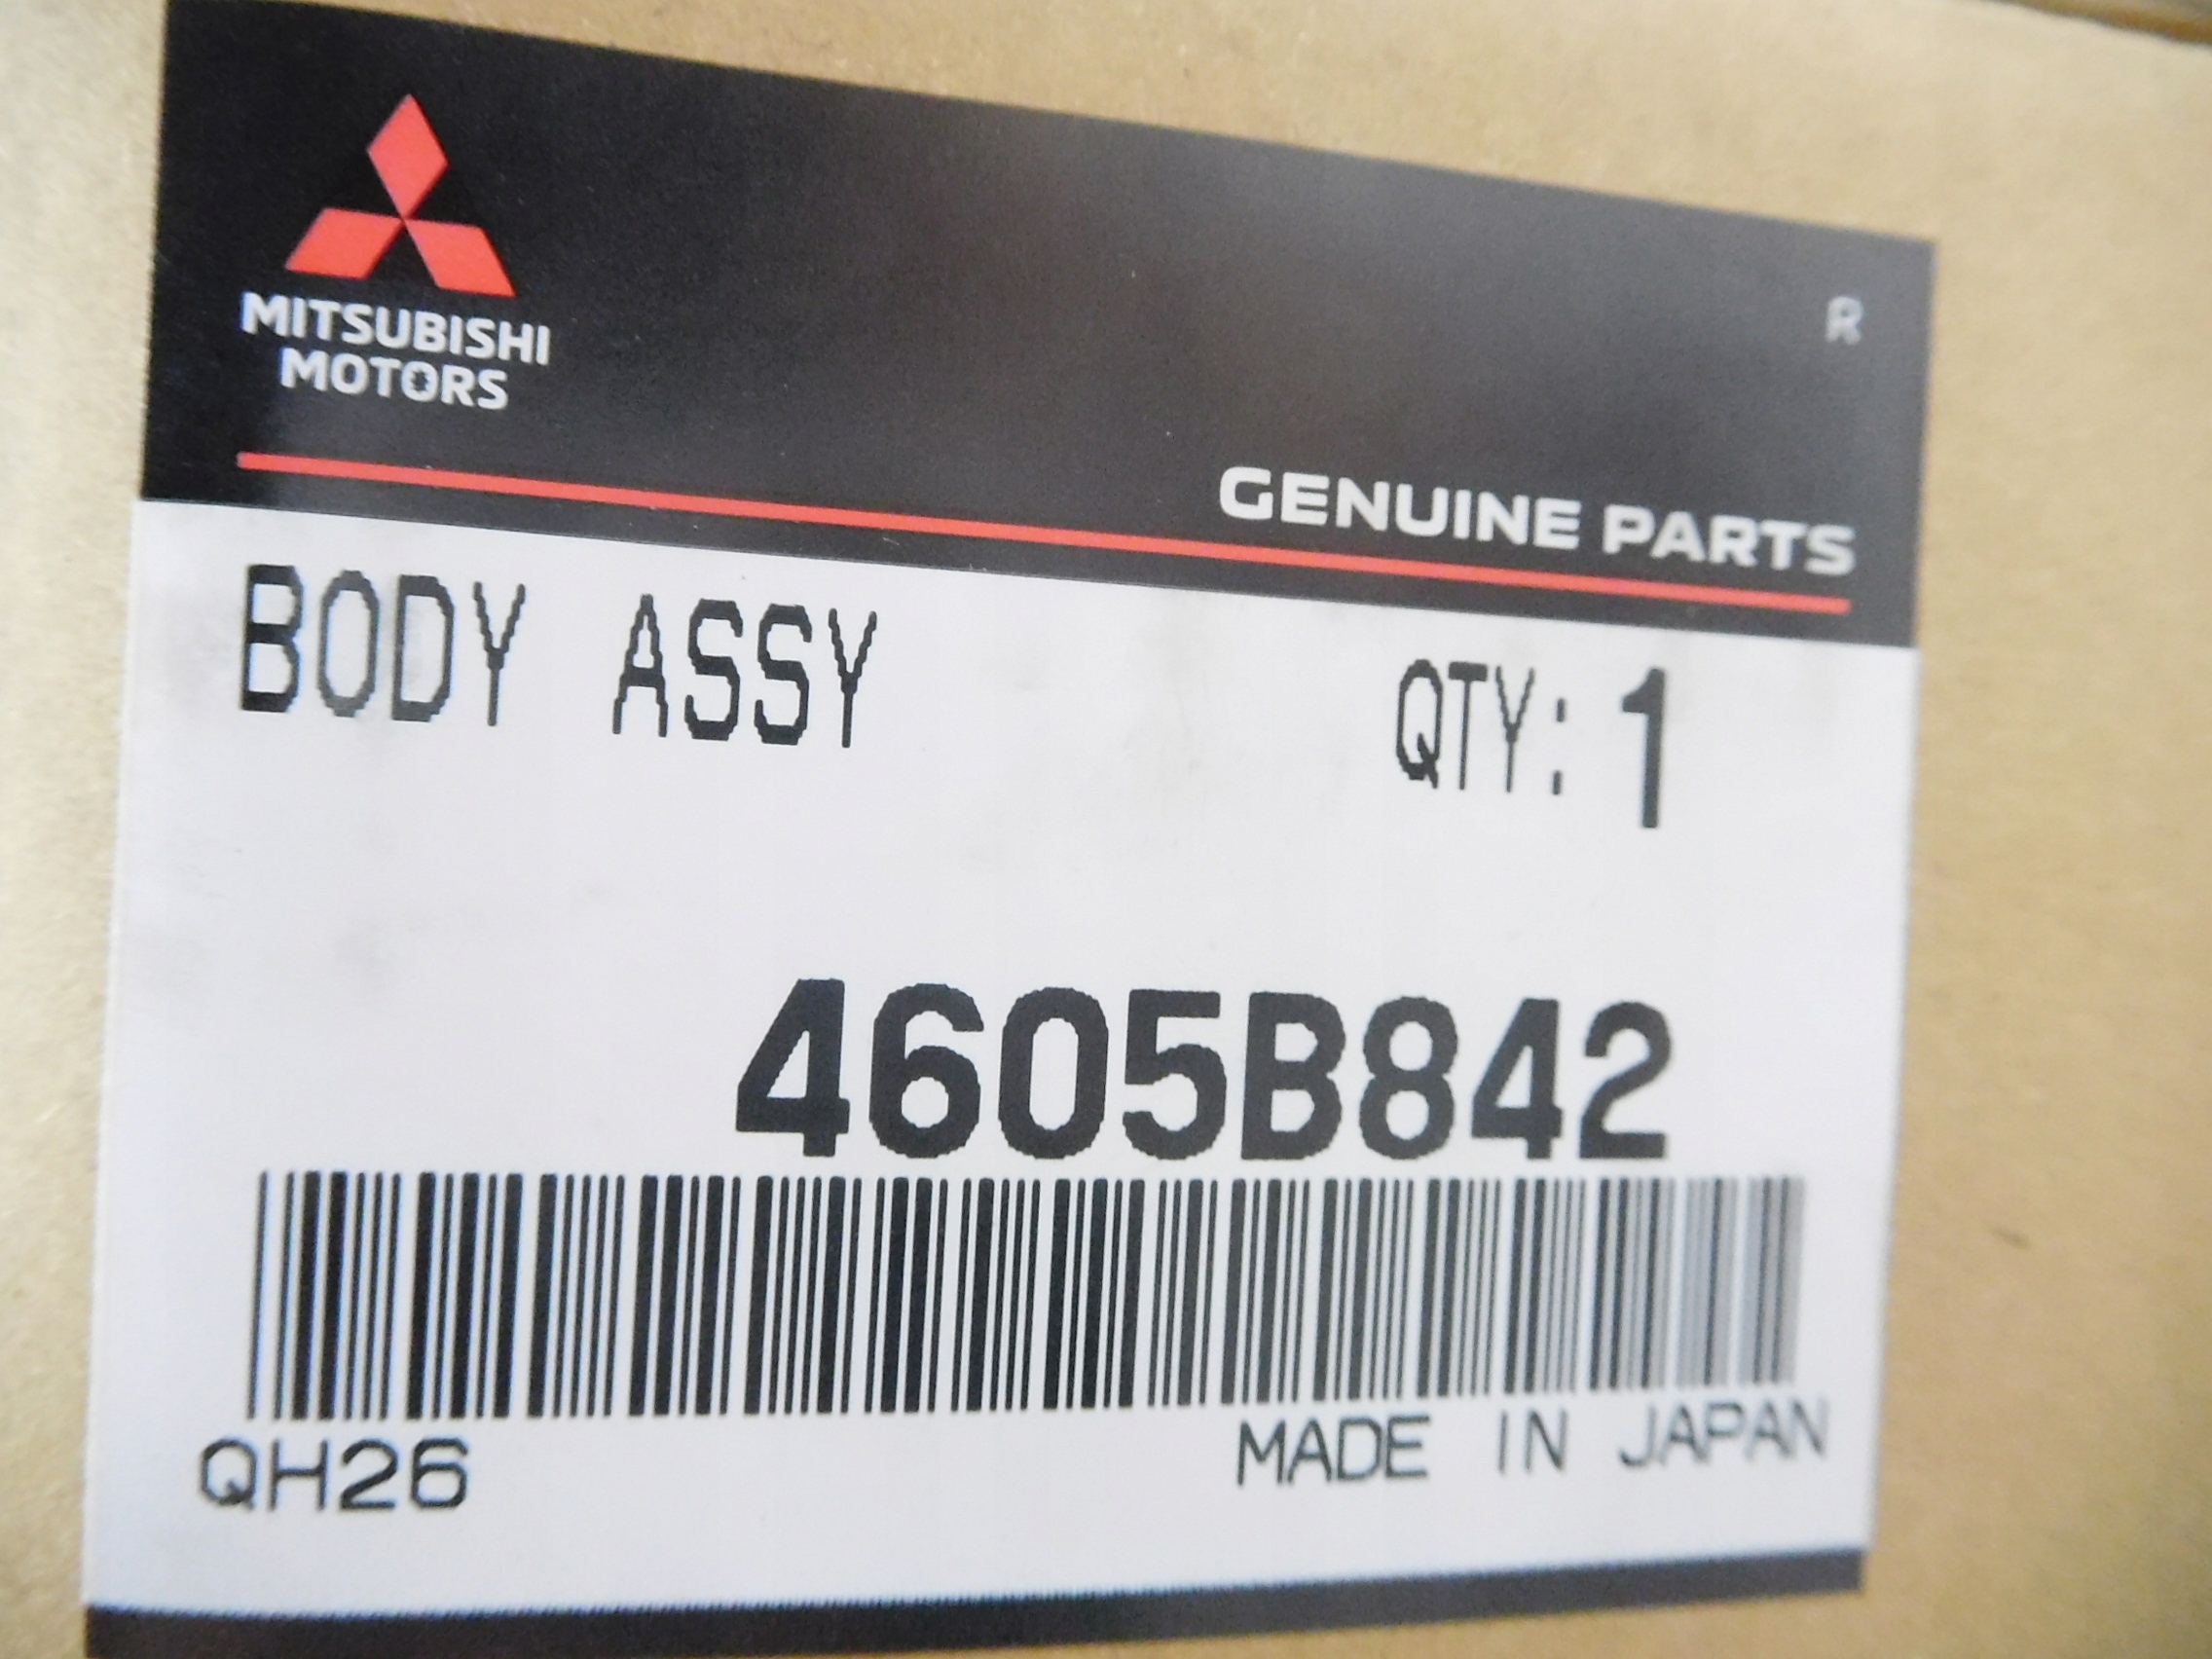 MITSUBISHI
MOTORS
R
GENUINE PARTS
BODY ASSY QTY: 1
4605B842
QH26 MADE IN JAPAN